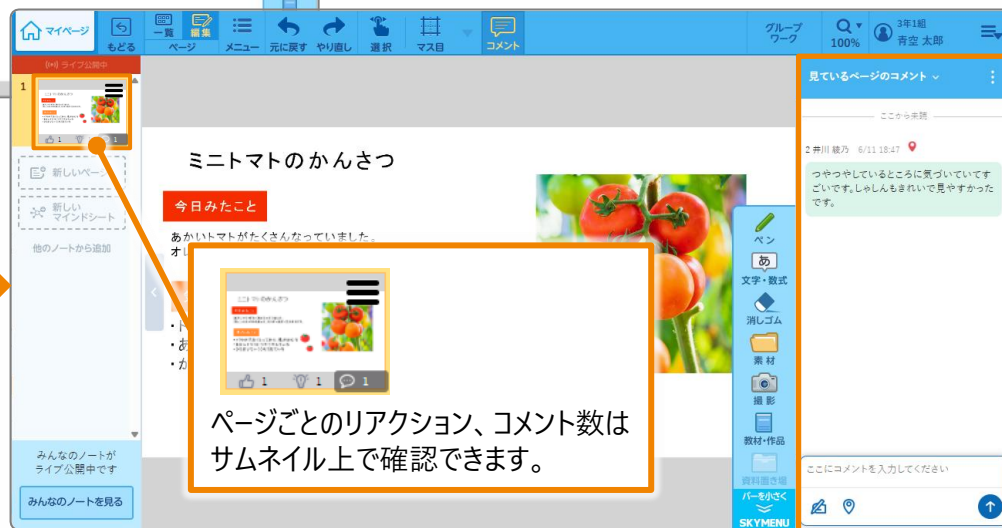 マイページ
もどる
一覧
編集
ページ
メニュー
元に戻す
やり直し
選択
マス目
コメント
グループ
ワーク
100%
3年1組
青空 太郎
ライブ公開中
1
1
1
新しいペー
新しい
マインドシート
他のノートから追加
みんなのノートが
ライブ公開中です
みんなのノートを見る
ミニトマトのかんさつ
今日みたこと
あかいトマトがたくさんなっていました。
オレ
・ト
・あ
・か
ミニトマトのかんさつ
1
1
1
ページごとのリアクション、コメント数は
サムネイル上で確認できます。
ペン
あ
文字・数式
消しゴム
素材
撮影
教材・作品
資料置き場
バーを小さく
SKYMENU
見ているページのコメント
ここから未読
2 井川 綾乃 6/11 18:47
つやつやしているところに気づいていてす
ごいです。しゃしんもきれいで見やすかった
です。
ここにコメントを入力してください